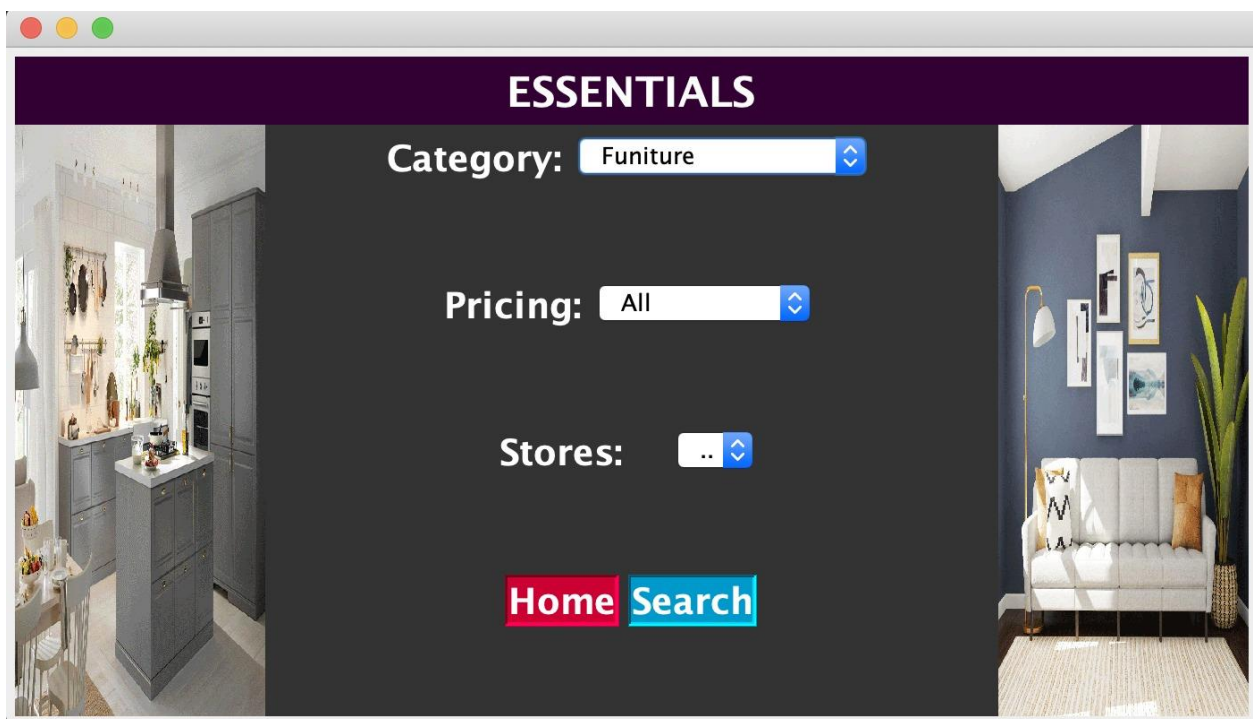 ESSENTIALS
Category: Funiture
Pricing: All
Stores: ..
Home Search